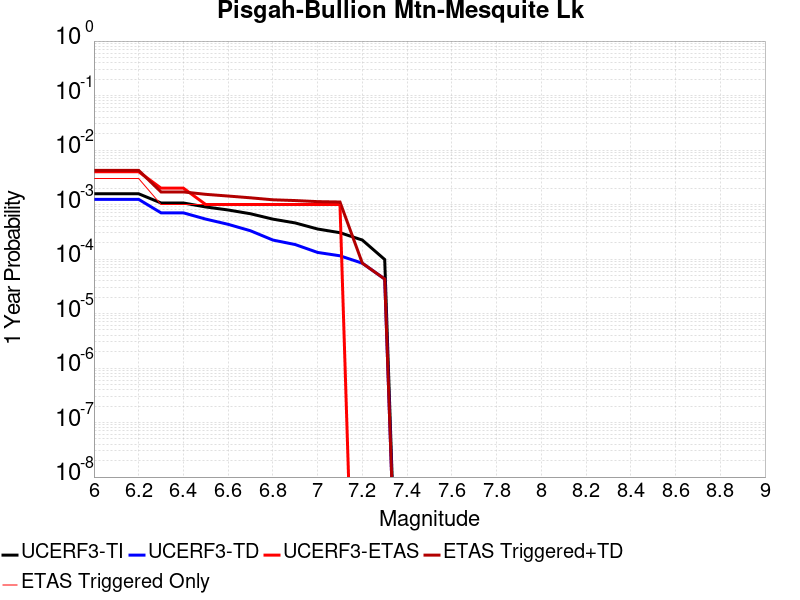 Pisgah-Bullion Mtn-Mesquite Lk
10^0
10^-1
10^-2
10^-3
10^-4
10^-5
10^-6
10^-7
10^-8
1 Year Probability
6 6.2 6.4 6.6 6.8 7 7.2 7.4 7.6 7.8 8 8.2 8.4 8.6 8.8 9
Magnitude
UCERF3-TI UCERF3-TD UCERF3-ETAS ETAS Triggered+TD
ETAS Triggered Only